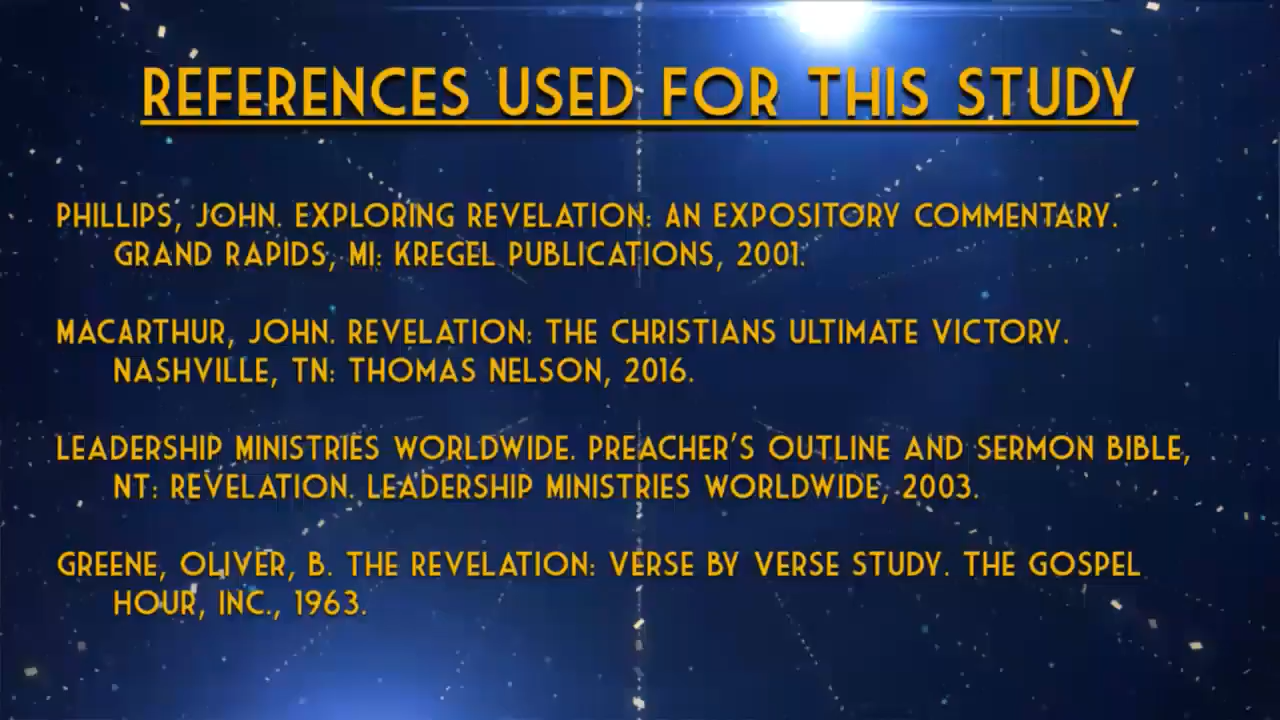 REFERENCES USED FOR THIS STUDY
PHILLIPS, JOHN. EXPLORING REVELATION: AN EXPOSITORY COMMENTARY.
GRAND RAPIDS, MI: KREGEL PUBLICATIONS, 2001.
MACARTHUR, JOHN. REVELATION: THE CHRISTIANS ULTIMATE VICTORY.
NASHVILLE, TN: THOMAS NELSON, 2016.
LEADERSHIP MINISTRIES WORLDWIDE. PREACHER'S OUTLINE AND SERMON BIBLE,
NT: REVELATION. LEADERSHIP MINISTRIES WORLDWIDE, 2003.
GREENE, OLIVER, B. THE REVELATION: VERSE BY VERSE STUDY. THE GOSPEL
HOUR, INC., 1963.